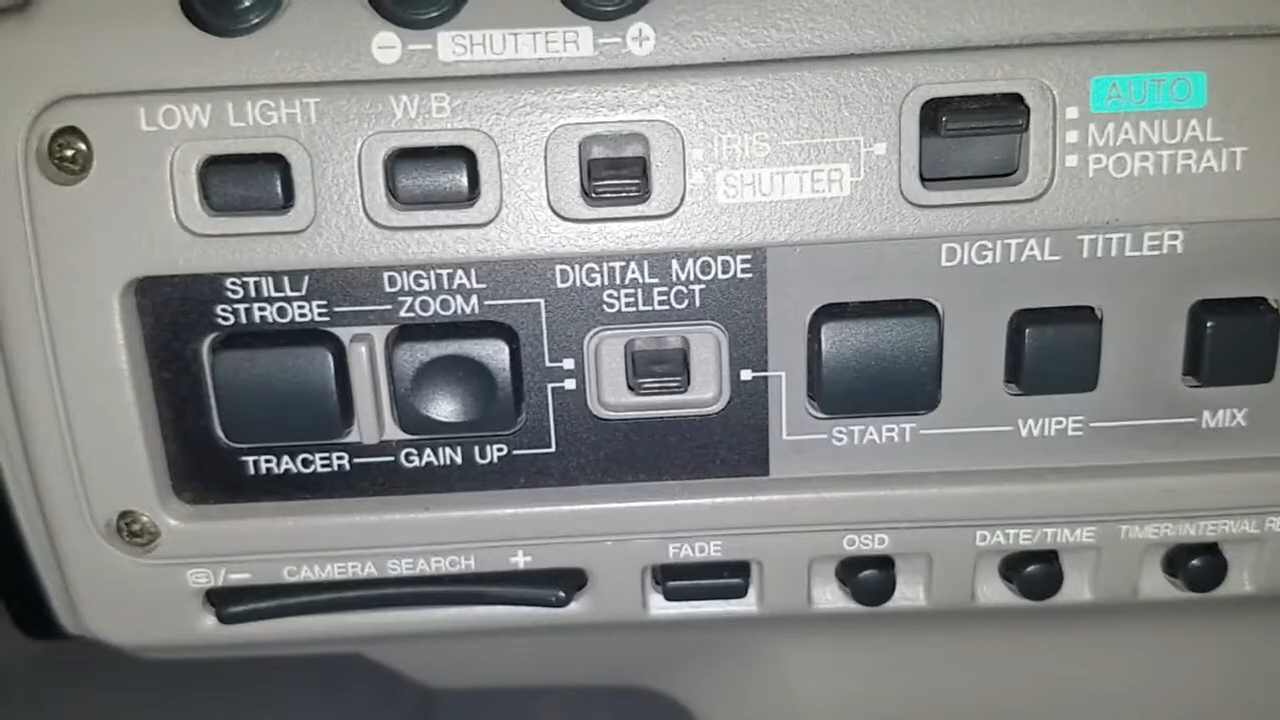 − SHUTTER +
LOW LIGHT
W.B
IRIS
SHUTTER
AUTO
MANUAL
PORTRAIT
STILL/
STROBE
DIGITAL
ZOOM
DIGITAL MODE
SELECT
TRACER
GAIN UP
DIGITAL TITLER
START
WIPE
MIX
/− CAMERA SEARCH +
FADE
OSD
DATE/TIME
TIMER/INTERVAL